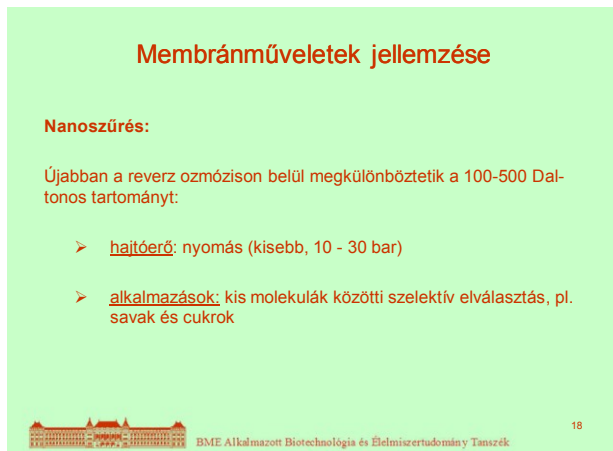 Membránműveletek jellemzése
Nanoszűrés:
Újabban a reverz ozmózison belül megkülönböztetik a 100-500 Dal-
tonos tartományt:
➢ hajtóerő: nyomás (kisebb, 10 - 30 bar)
➢ alkalmazások: kis molekulák közötti szelektív elválasztás, pl.
savak és cukrok
BME Alkalmazott Biotechnológia és Élelmiszertudomány Tanszék
18